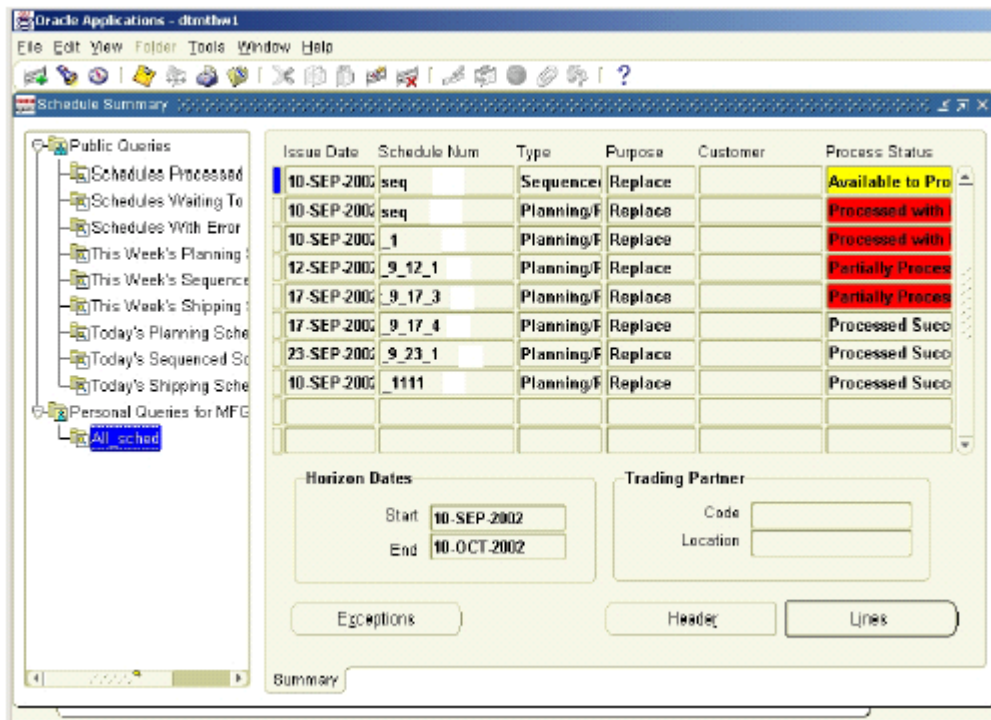 Oracle Applications - dtmthw1
File Edit View Folder Tools Window Help
Schedule Summary
Public Queries
Schedules Processed
Schedules Waiting To
Schedules With Error
This Week's Planning
This Week's Sequence
This Week's Shipping
Today's Planning Sche
Today's Sequenced Sc
Today's Shipping Sche
Personal Queries for MFG
All_sched
Issue Date Schedule Num Type Purpose Customer Process Status
10-SEP-2002 seq Sequence Replace Available to Pro
10-SEP-2002 seq Planning/F Replace Processed with
10-SEP-2002 _1 Planning/F Replace Processed with
12-SEP-2002 _9_12_1 Planning/F Replace Partially Proces
17-SEP-2002 _9_17_3 Planning/F Replace Partially Proces
17-SEP-2002 _9_17_4 Planning/F Replace Processed Succ
23-SEP-2002 _9_23_1 Planning/F Replace Processed Succ
10-SEP-2002 _1111 Planning/F Replace Processed Succ
Horizon Dates
Start 10-SEP-2002
End 10-OCT-2002
Trading Partner
Code
Location
Exceptions Header Lines
Summary